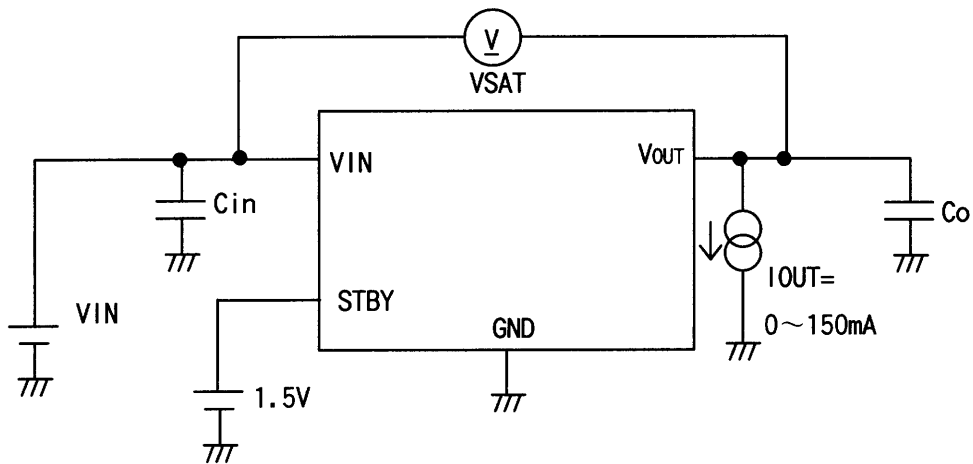 V
VSAT
VIN
VOUT
Cin
Co
IOUT=
0～150mA
VIN
STBY
GND
1.5V